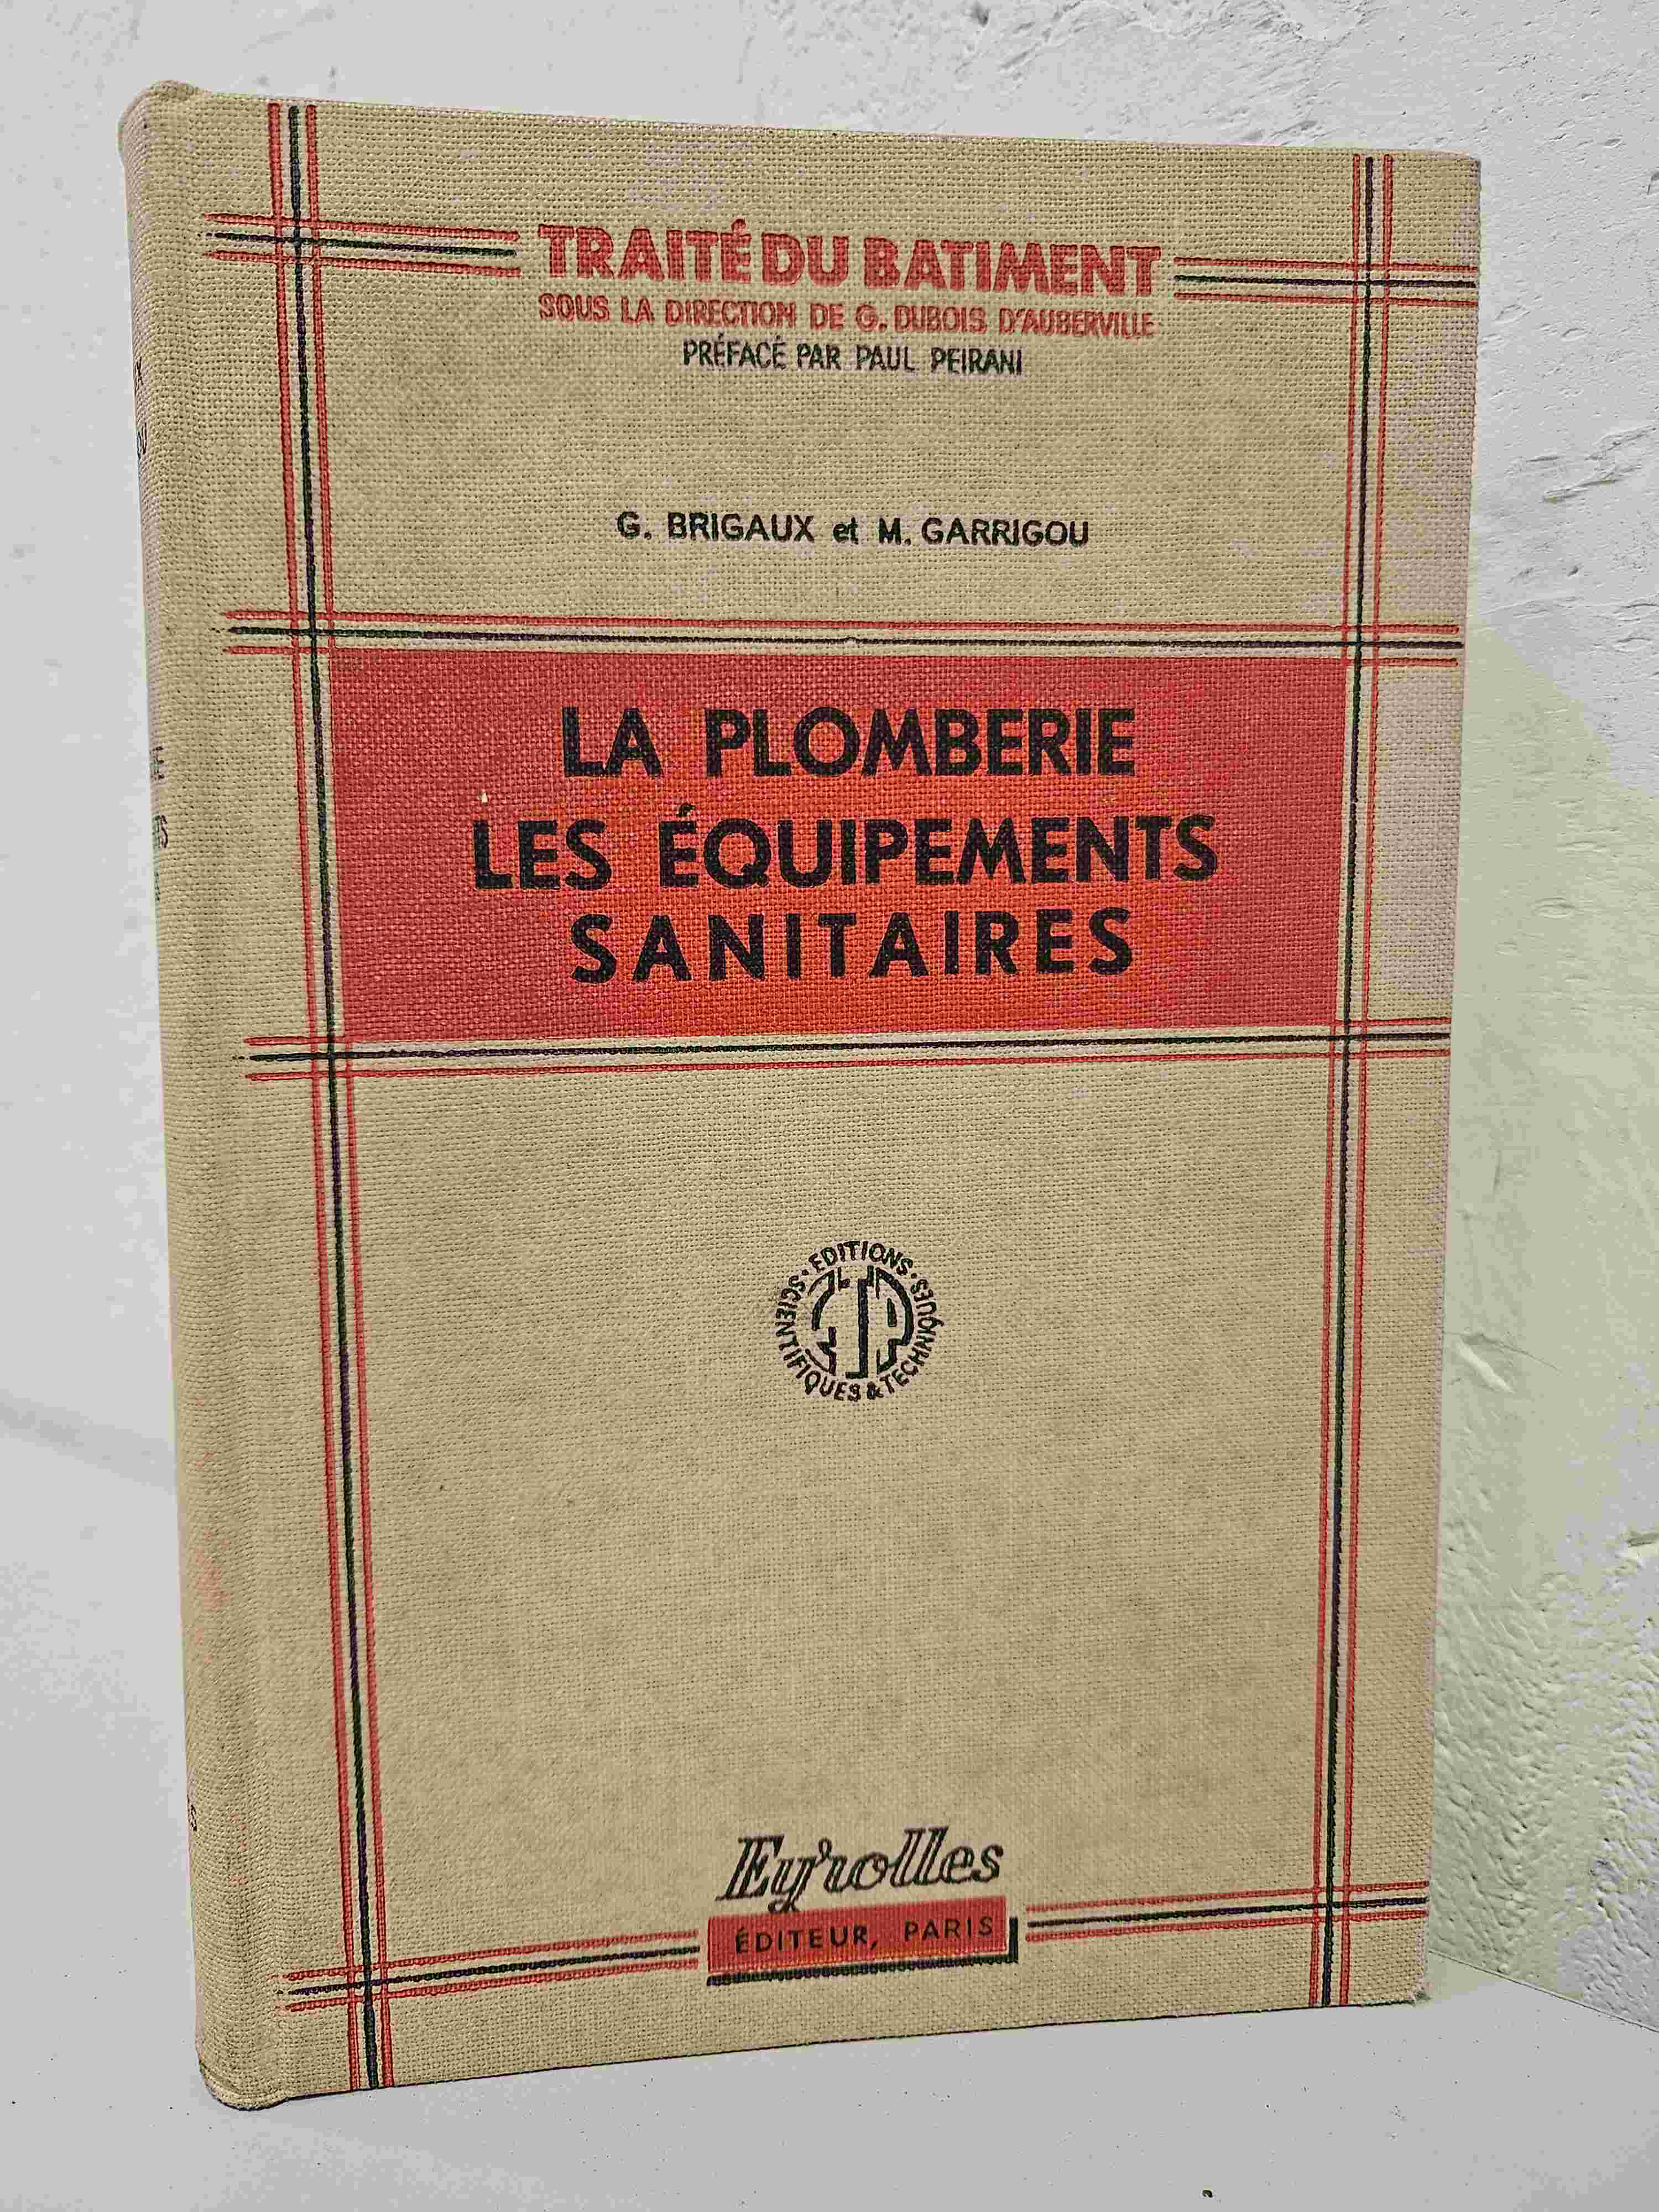 TRAITÉ DU BATIMENT
SOUS LA DIRECTION DE G. DUBOIS D'AUBERVILLE
PRÉFACÉ PAR PAUL PEIRANI
G. BRIGAUX et M. GARRIGOU
LA PLOMBERIE
LES ÉQUIPEMENTS
SANITAIRES
EDITIONS · SCIENTIFIQUES & TECHNIQUES ·
Eyrolles
ÉDITEUR, PARIS